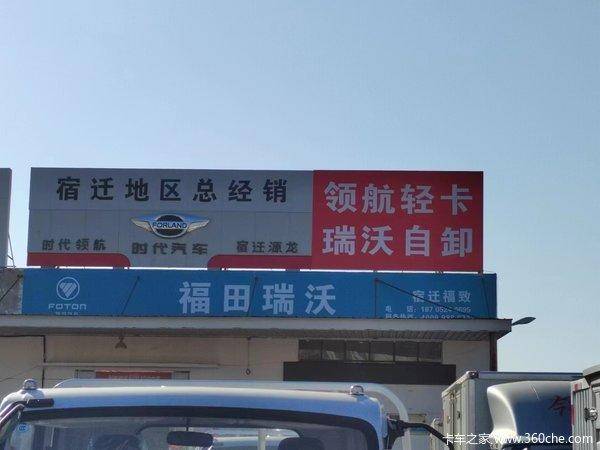 宿迁地区总经销
FORLAND
时代领航
时代汽车
宿迁源龙
领航轻卡
瑞沃自卸
FOTON
福田瑞沃
宿迁福致
卡车之家 www.360che.com